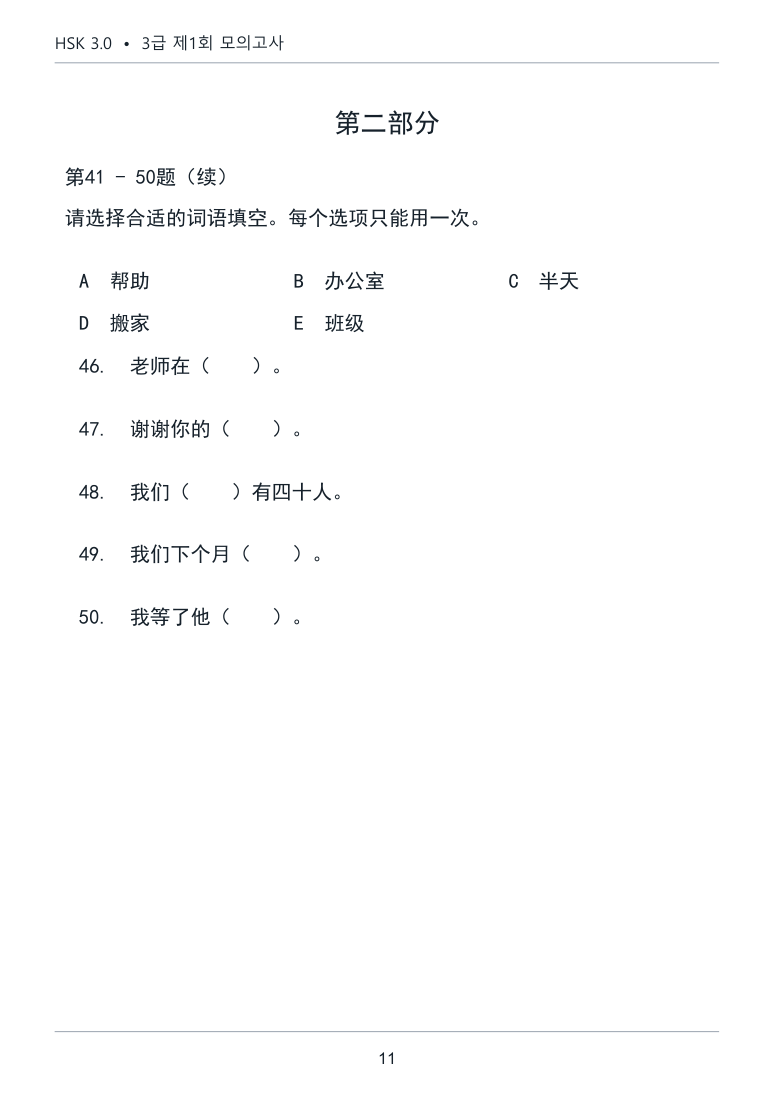 HSK 3.0 • 3급 제1회 모의고사
第二部分
第41 - 50题（续）
请选择合适的词语填空。每个选项只能用一次。
A 帮助 B 办公室 C 半天
D 搬家 E 班级
46. 老师在（　　）。
47. 谢谢你的（　　）。
48. 我们（　　）有四十人。
49. 我们下个月（　　）。
50. 我等了他（　　）。
11